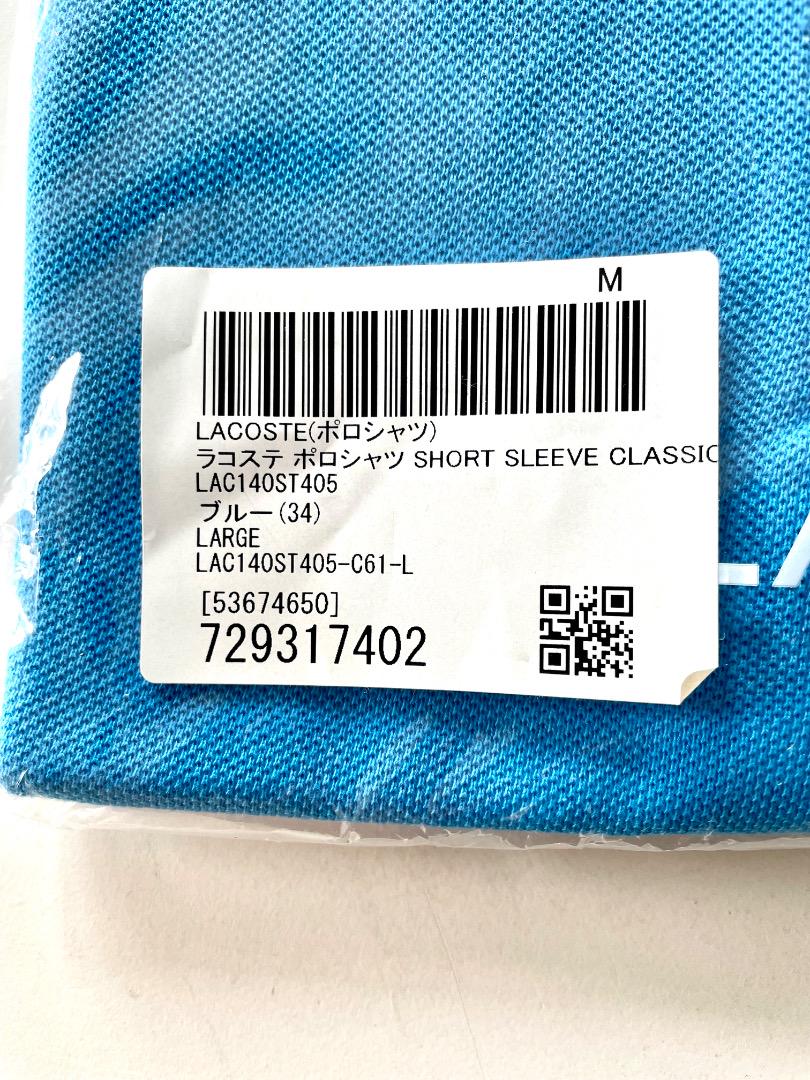 M
LACOSTE(ポロシャツ)
ラコステ ポロシャツ SHORT SLEEVE CLASSIC
LAC140ST405
ブルー(34)
LARGE
LAC140ST405-C61-L
[53674650]
729317402